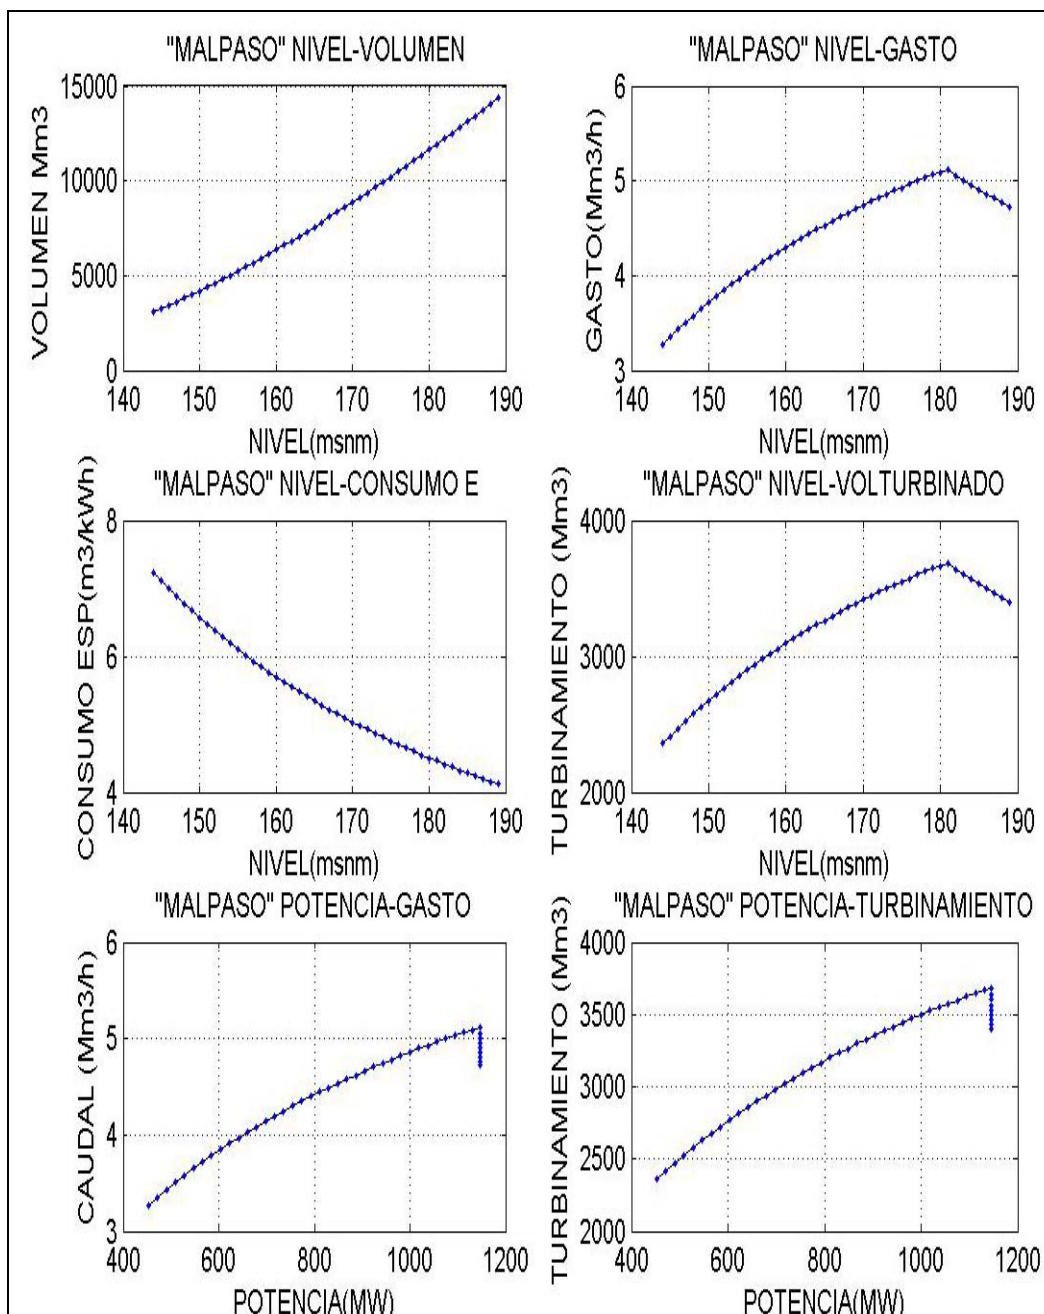 "MALPASO" NIVEL-VOLUMEN
VOLUMEN Mm3
15000
10000
5000
0
140 150 160 170 180 190
NIVEL(msnm)
"MALPASO" NIVEL-GASTO
GASTO(Mm3/h)
6
5
4
3
140 150 160 170 180 190
NIVEL(msnm)
"MALPASO" NIVEL-CONSUMO E
CONSUMO ESP(m3/kWh)
8
6
4
140 150 160 170 180 190
NIVEL(msnm)
"MALPASO" NIVEL-VOLTURBINADO
TURBINAMIENTO (Mm3)
4000
3000
2000
140 150 160 170 180 190
NIVEL(msnm)
"MALPASO" POTENCIA-GASTO
CAUDAL (Mm3/h)
6
5
4
3
400 600 800 1000 1200
POTENCIA(MW)
"MALPASO" POTENCIA-TURBINAMIENTO
TURBINAMIENTO (Mm3)
4000
3500
3000
2500
2000
400 600 800 1000 1200
POTENCIA(MW)